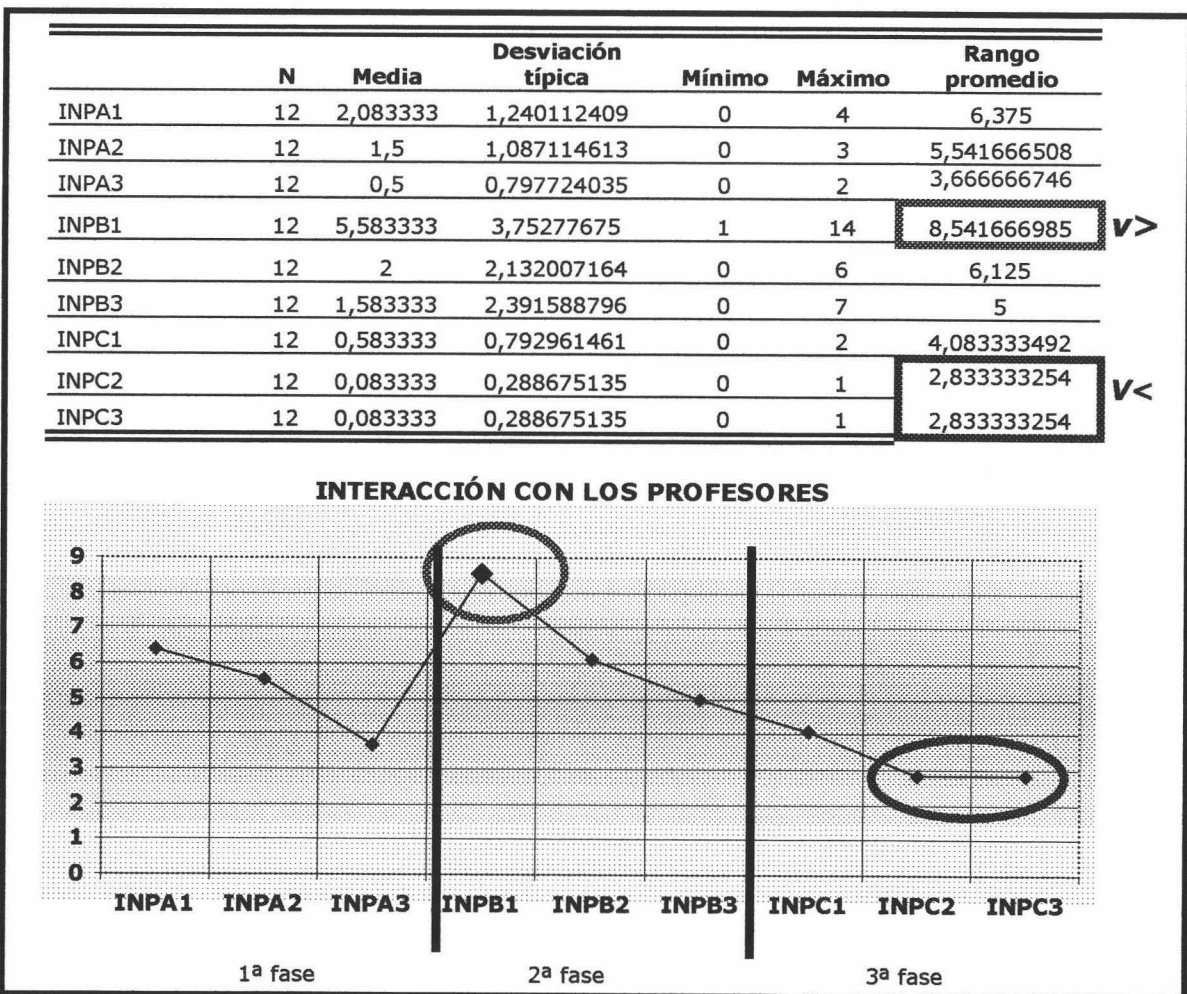 N Media Desviación típica Mínimo Máximo Rango promedio
INPA1 12 2,083333 1,240112409 0 4 6,375
INPA2 12 1,5 1,087114613 0 3 5,541666508
INPA3 12 0,5 0,797724035 0 2 3,666666746
INPB1 12 5,583333 3,75277675 1 14 8,541666985 v>
INPB2 12 2 2,132007164 0 6 6,125
INPB3 12 1,583333 2,391588796 0 7 5
INPC1 12 0,583333 0,792961461 0 2 4,083333492
INPC2 12 0,083333 0,288675135 0 1 2,833333254 v<
INPC3 12 0,083333 0,288675135 0 1 2,833333254
INTERACCIÓN CON LOS PROFESORES
9
8
7
6
5
4
3
2
1
0
INPA1 INPA2 INPA3 INPB1 INPB2 INPB3 INPC1 INPC2 INPC3
1ª fase 2ª fase 3ª fase